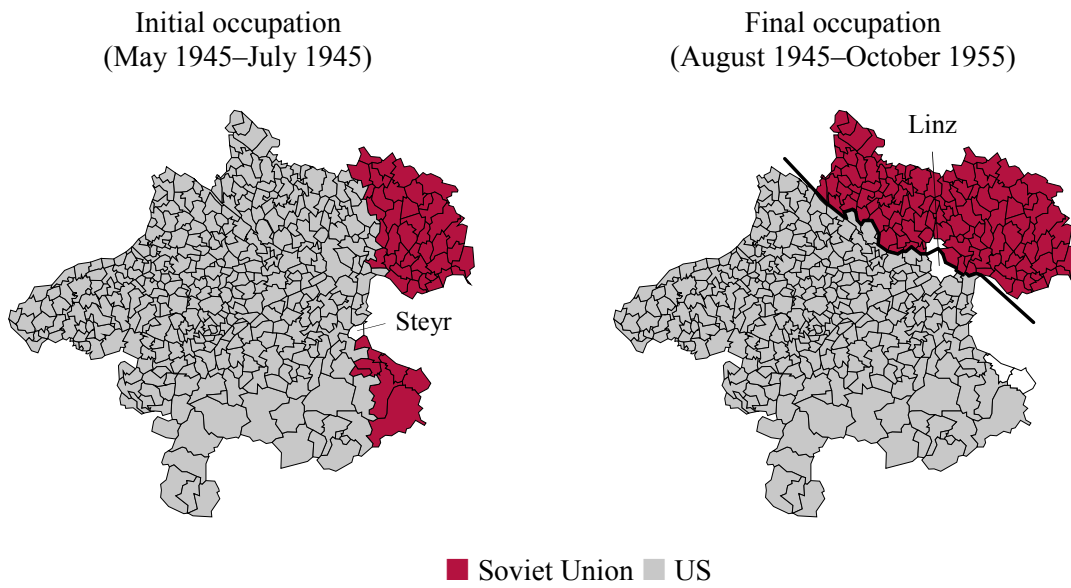 Initial occupation
(May 1945–July 1945)
Final occupation
(August 1945–October 1955)
Linz
Steyr
Soviet Union
US